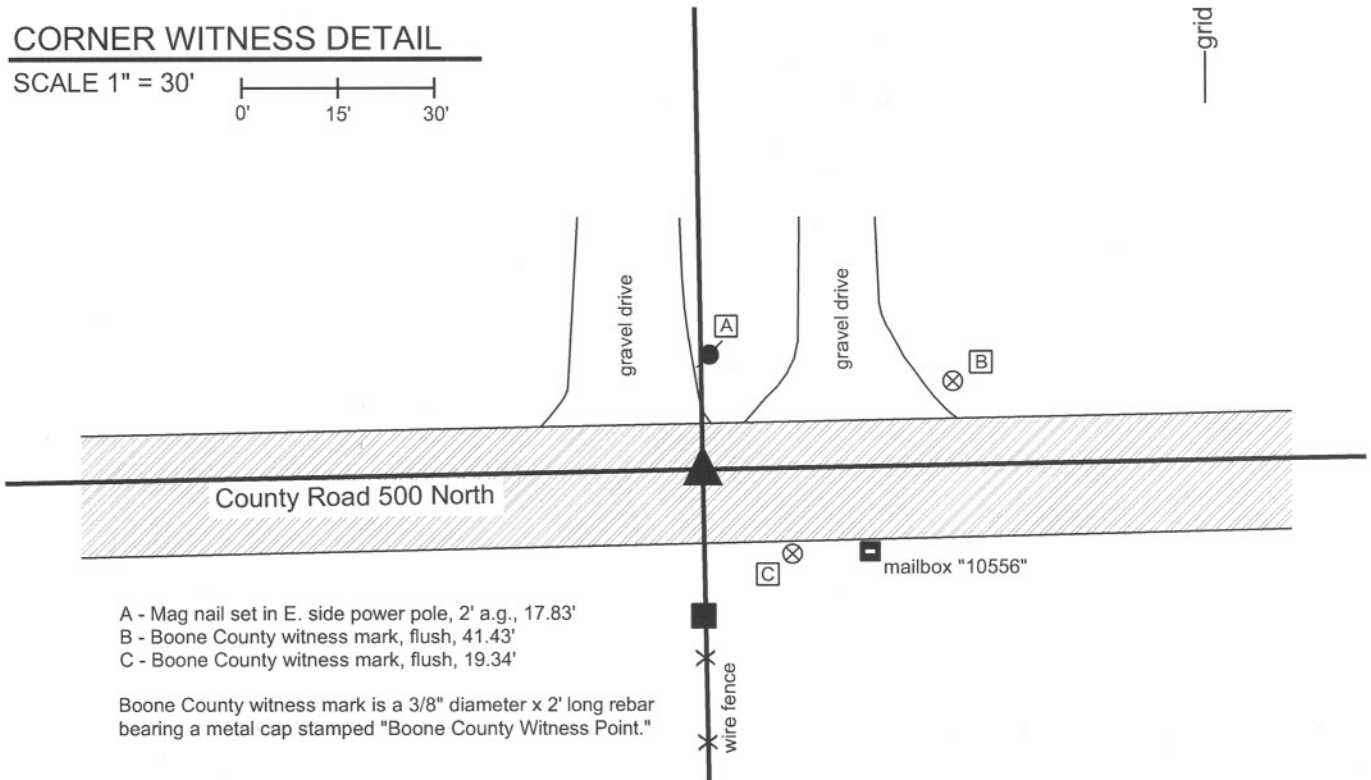 CORNER WITNESS DETAIL
SCALE 1" = 30'
0' 15' 30'
grid
gravel drive
gravel drive
A
B
County Road 500 North
C
mailbox "10556"
A - Mag nail set in E. side power pole, 2' a.g., 17.83'
B - Boone County witness mark, flush, 41.43'
C - Boone County witness mark, flush, 19.34'
Boone County witness mark is a 3/8" diameter x 2' long rebar
bearing a metal cap stamped "Boone County Witness Point."
wire fence